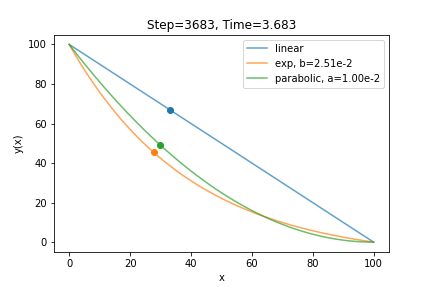 Step=3683, Time=3.683
linear
exp, b=2.51e-2
parabolic, a=1.00e-2
100
80
60
40
20
0
y(x)
0 20 40 60 80 100
x